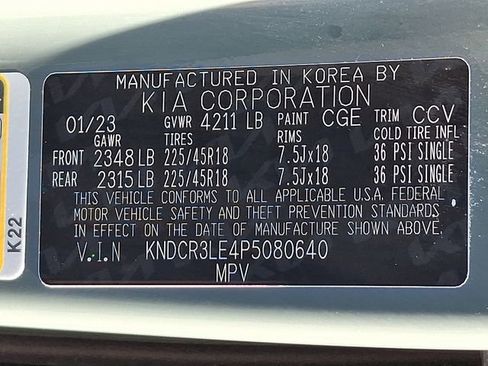 MANUFACTURED IN KOREA BY
KIA CORPORATION
01/23 GVWR 4211 LB PAINT CGE TRIM CCV
GAWR TIRES RIMS COLD TIRE INFL
FRONT 2348 LB 225/45R18 7.5Jx18 36 PSI SINGLE
REAR 2315 LB 225/45R18 7.5Jx18 36 PSI SINGLE
THIS VEHICLE CONFORMS TO ALL APPLICABLE U.S.A. FEDERAL
MOTOR VEHICLE SAFETY AND THEFT PREVENTION STANDARDS
IN EFFECT ON THE DATE OF MANUFACTURE SHOWN ABOVE.
V.I.N KNDCR3LE4P5080640
MPV
K22